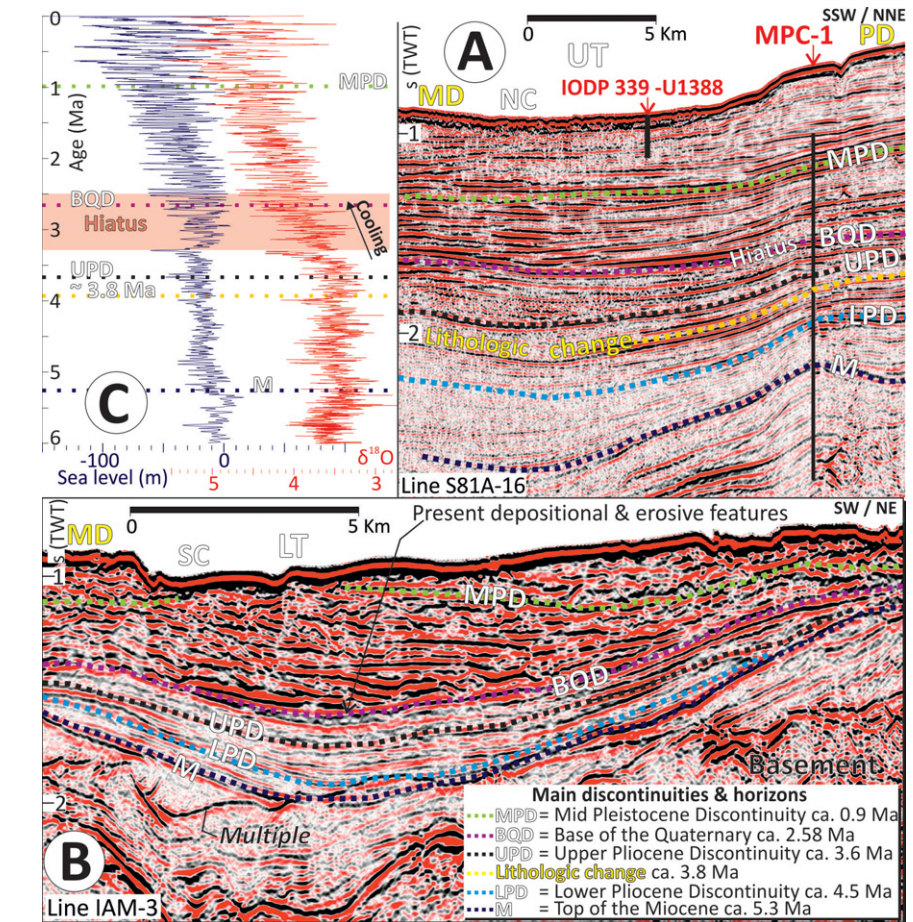 0
1
2
3
4
5
6
Age (Ma)
MPD
BQD
Hiatus
Cooling
UPD
~ 3.8 Ma
M
C
-100
0
Sea level (m)
5
4
3
δ18O
s (TWT)
A
0
5 Km
SSW / NNE
UT
MPC-1
PD
IODP 339 -U1388
MD
NC
1
MPD
Hiatus
BQD
UPD
LPD
2
Lithologic change
M
Line S81A-16
s (TWT)
0
5 Km
Present depositional & erosive features
SW / NE
MD
SC
LT
1
MPD
BQD
UPD
LPD
M
Basement
2
Multiple
B
Line IAM-3
Main discontinuities & horizons
MPD = Mid Pleistocene Discontinuity ca. 0.9 Ma
BQD = Base of the Quaternary ca. 2.58 Ma
UPD = Upper Pliocene Discontinuity ca. 3.6 Ma
Lithologic change ca. 3.8 Ma
LPD = Lower Pliocene Discontinuity ca. 4.5 Ma
M = Top of the Miocene ca. 5.3 Ma